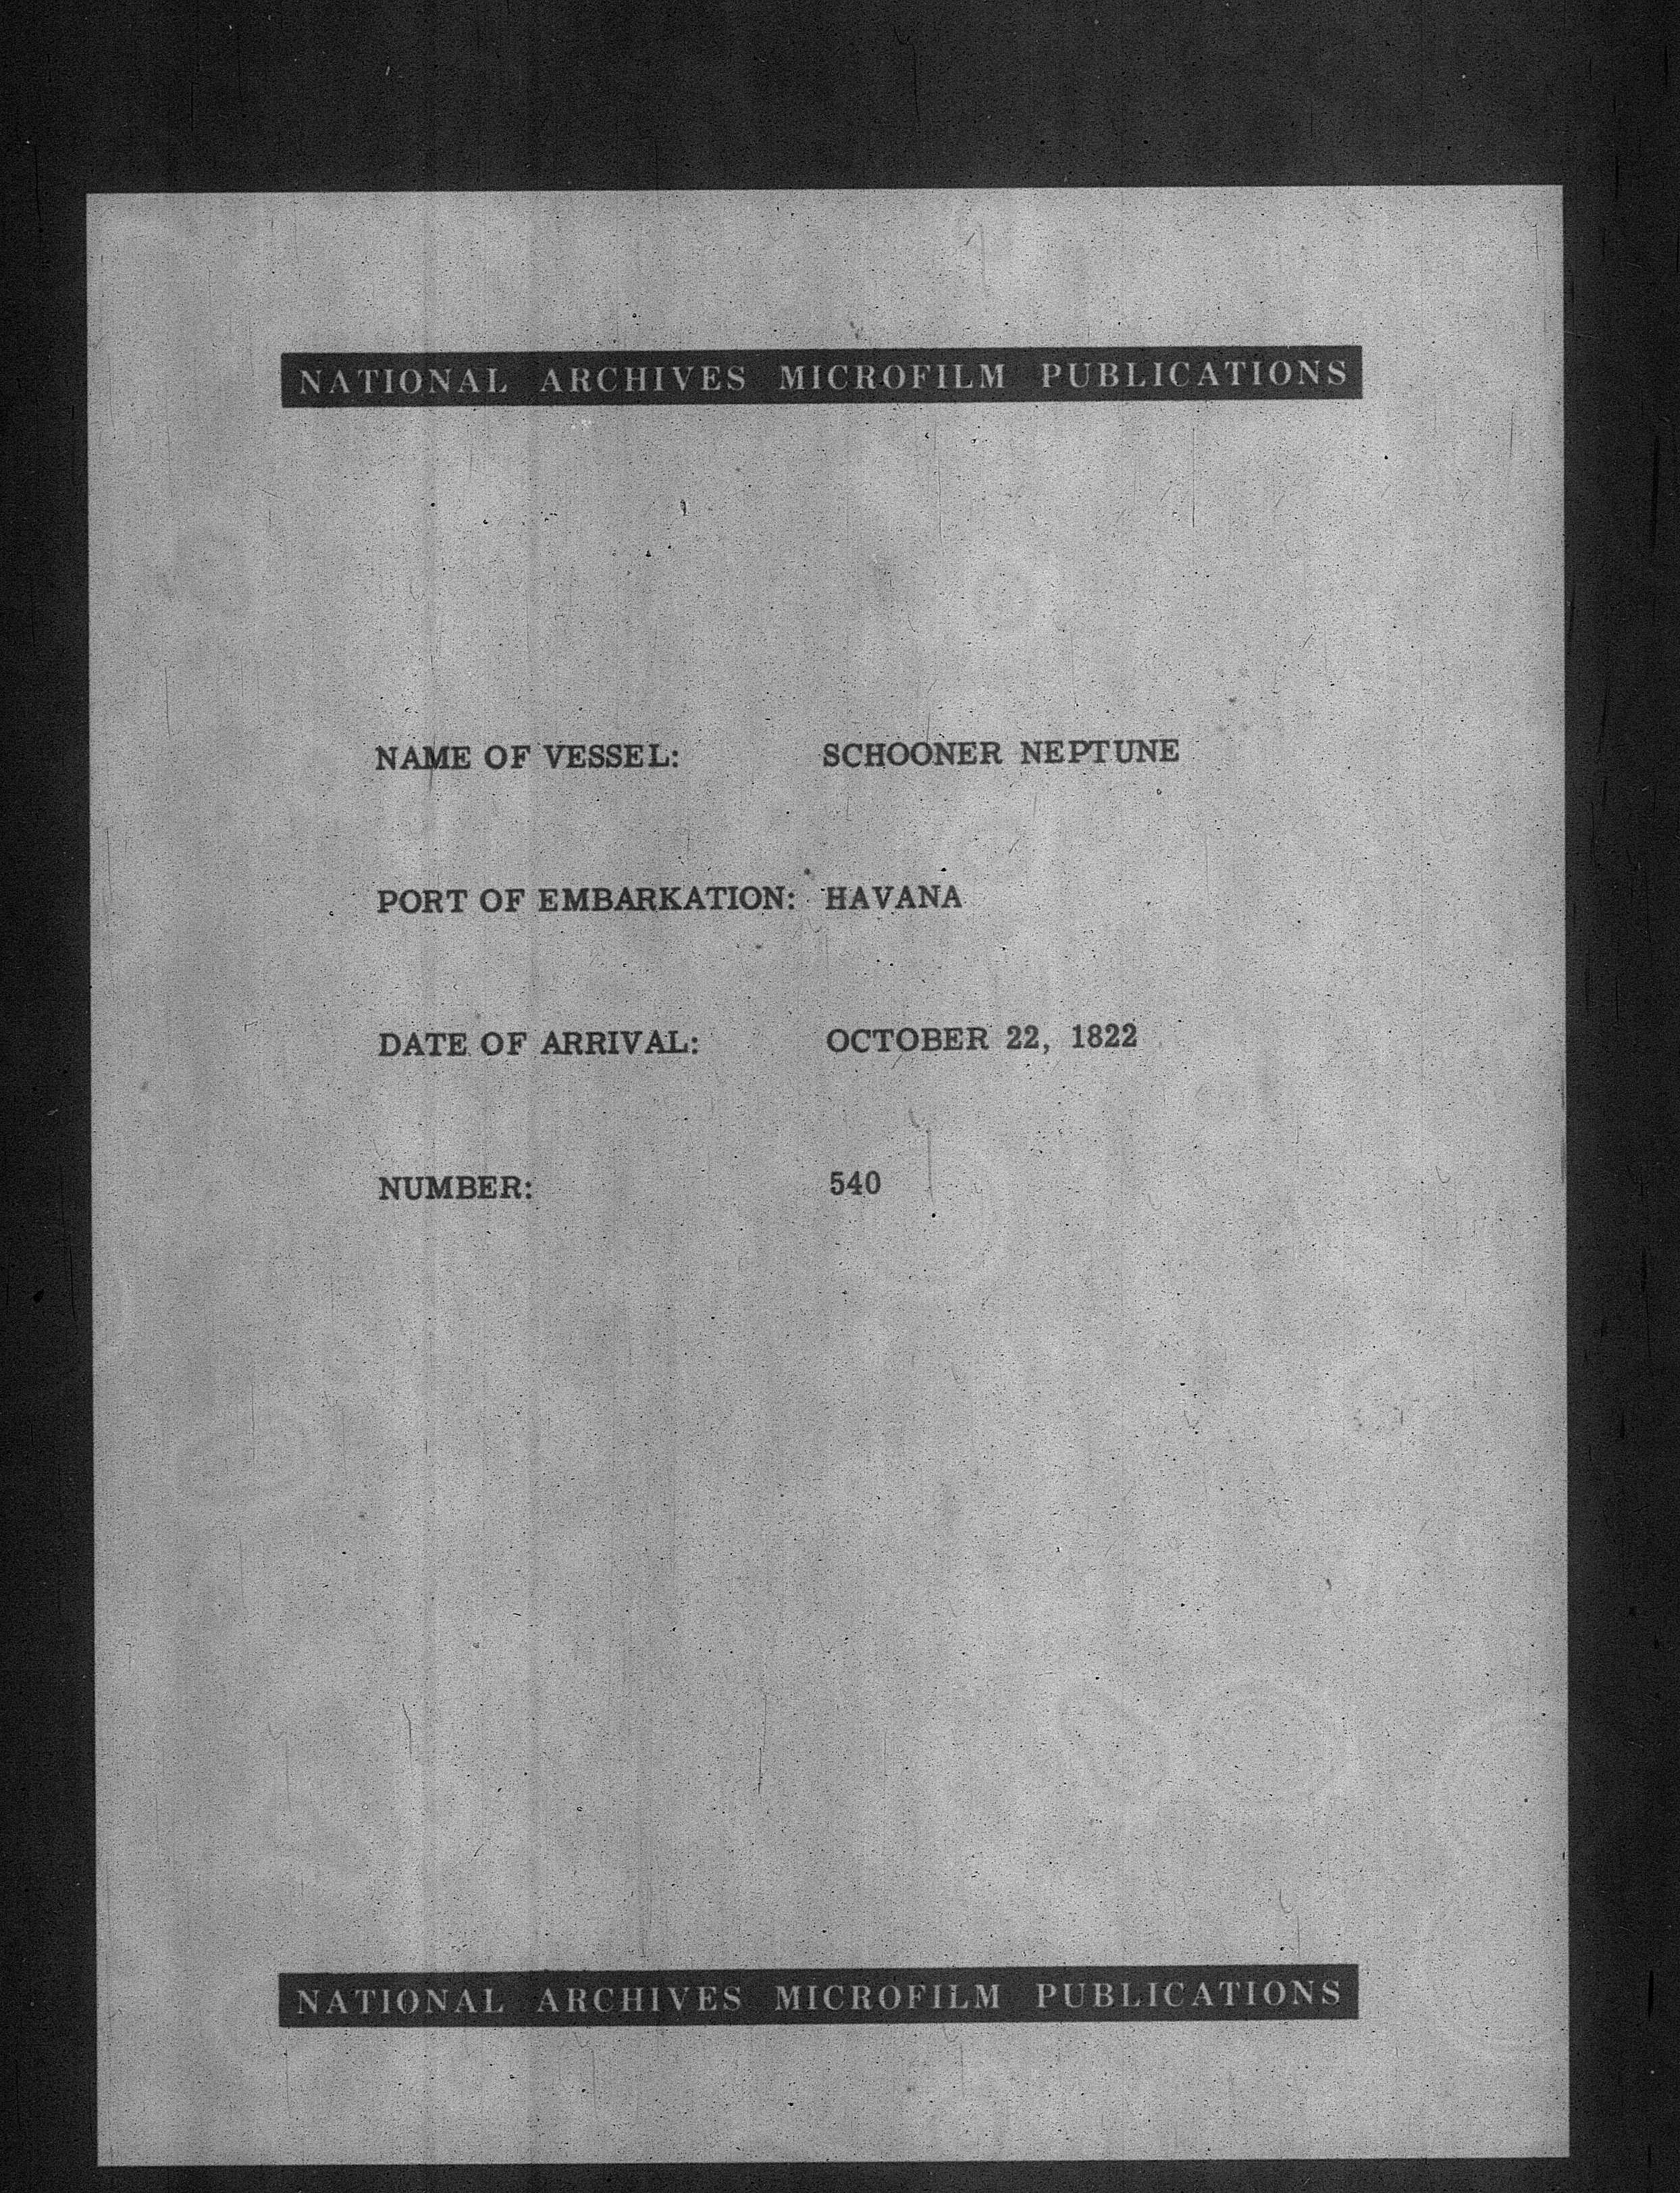 NATIONAL ARCHIVES MICROFILM PUBLICATIONS
NAME OF VESSEL: SCHOONER NEPTUNE
PORT OF EMBARKATION: HAVANA
DATE OF ARRIVAL: OCTOBER 22, 1822
NUMBER: 540
NATIONAL ARCHIVES MICROFILM PUBLICATIONS